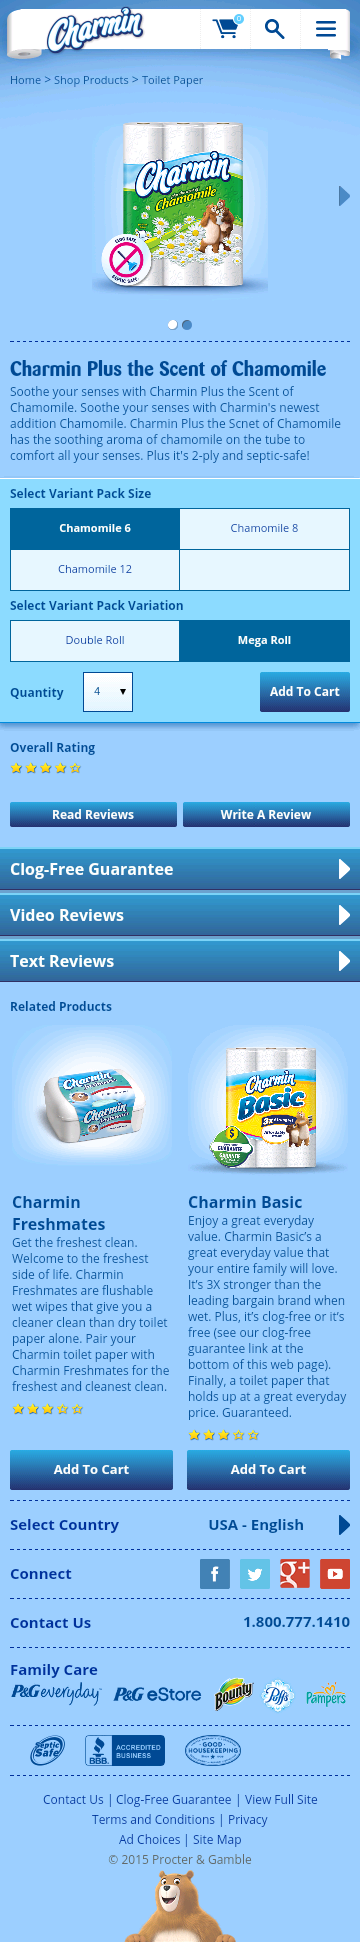 Charmin
0
Home > Shop Products > Toilet Paper
Charmin
Chamomile
CLOG SAFE
SEPTIC SAFE
Charmin Plus the Scent of Chamomile
Soothe your senses with Charmin Plus the Scent of
Chamomile. Soothe your senses with Charmin's newest
addition Chamomile. Charmin Plus the Scnet of Chamomile
has the soothing aroma of chamomile on the tube to
comfort all your senses. Plus it's 2-ply and septic-safe!
Select Variant Pack Size
Chamomile 6 Chamomile 8
Chamomile 12
Select Variant Pack Variation
Double Roll Mega Roll
Quantity 4 Add To Cart
Overall Rating
Read Reviews Write A Review
Clog-Free Guarantee
Video Reviews
Text Reviews
Related Products
Charmin
freshmates
Charmin
freshmates
Charmin
Basic
3x Stronger
GUARANTEE
Charmin
Freshmates
Get the freshest clean.
Welcome to the freshest
side of life. Charmin
Freshmates are flushable
wet wipes that give you a
cleaner clean than dry toilet
paper alone. Pair your
Charmin toilet paper with
Charmin Freshmates for the
freshest and cleanest clean.
Charmin Basic
Enjoy a great everyday
value. Charmin Basic's a
great everyday value that
your entire family will love.
It's 3X stronger than the
leading bargain brand when
wet. Plus, it's clog-free or it's
free (see our clog-free
guarantee link at the
bottom of this web page).
Finally, a toilet paper that
holds up at a great everyday
price. Guaranteed.
Add To Cart Add To Cart
Select Country USA - English
Connect
f g+
Contact Us 1.800.777.1410
Family Care
P&G everyday P&G eStore Bounty Puffs Pampers
Septic Safe BBB. ACCREDITED BUSINESS GOOD HOUSEKEEPING
Contact Us | Clog-Free Guarantee | View Full Site
Terms and Conditions | Privacy
Ad Choices | Site Map
© 2015 Procter & Gamble